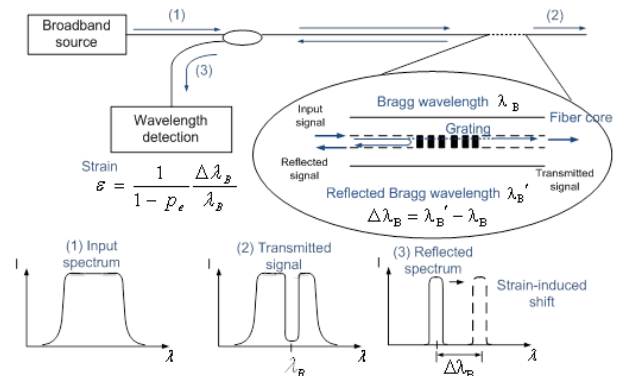 Broadband
source
(1)
(2)
(3)
Wavelength
detection
Input
signal
Bragg wavelength λ_B
Fiber core
Grating
Reflected
signal
Transmitted
signal
Reflected Bragg wavelength λ_B'
Δλ_B = λ_B' − λ_B
Strain
ε = 1/(1 − p_e) Δλ_B/λ_B
(1) Input
spectrum
I
λ
(2) Transmitted
signal
I
λ_B
λ
(3) Reflected
spectrum
I
Strain-induced
shift
Δλ_B
λ